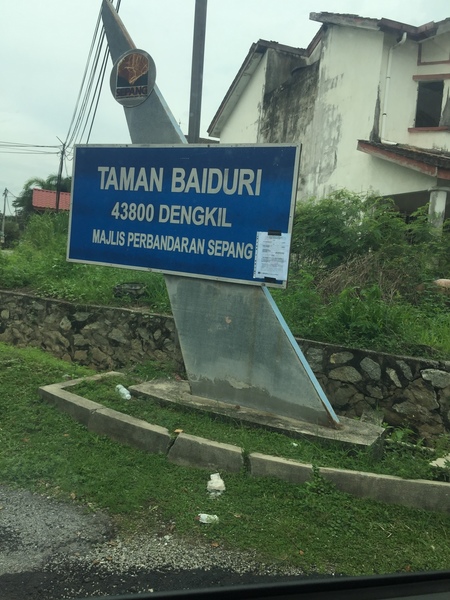 SEPANG
TAMAN BAIDURI
43800 DENGKIL
MAJLIS PERBANDARAN SEPANG